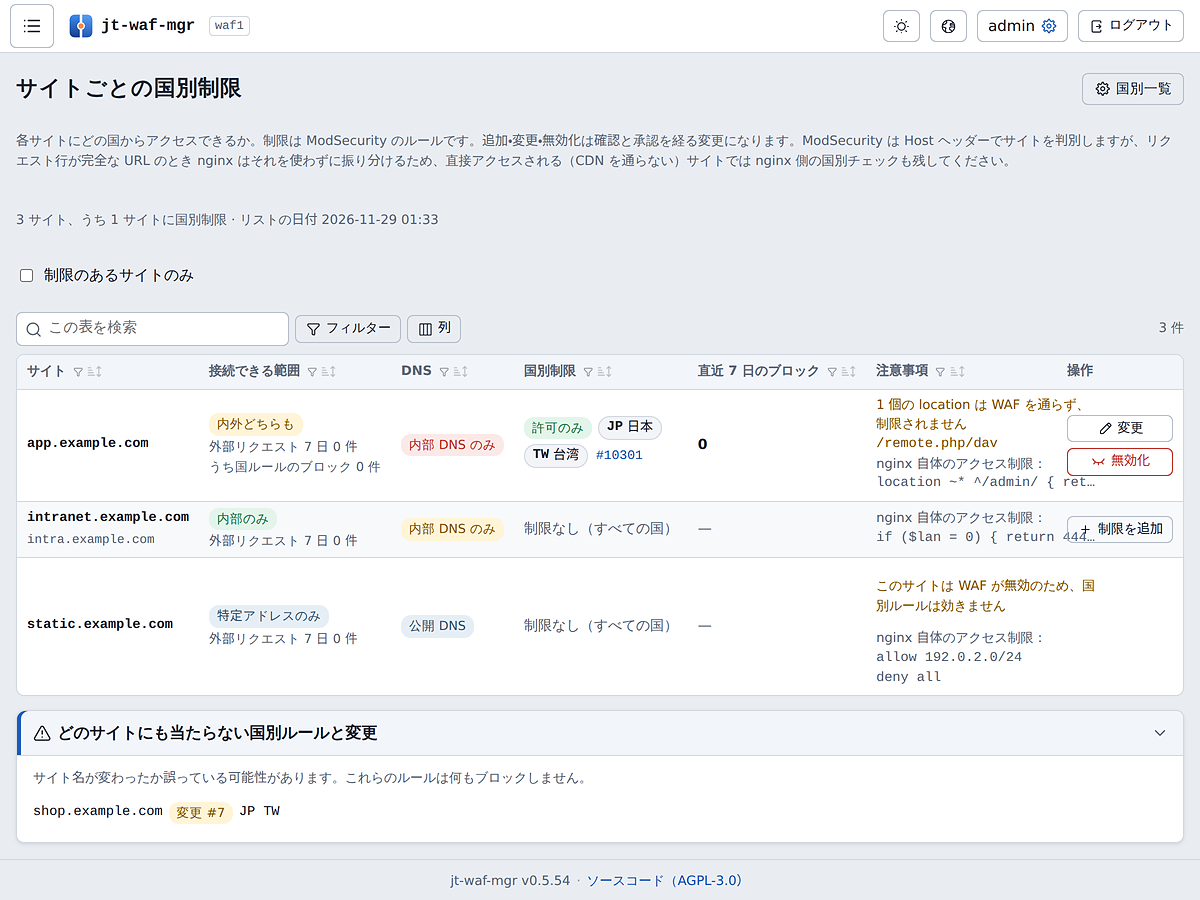 jt-waf-mgr waf1 admin ログアウト
サイトごとの国別制限 国別一覧
各サイトにどの国からアクセスできるか。制限は ModSecurity のルールです。追加・変更・無効化は確認と承認を経る変更になります。ModSecurity は Host ヘッダーでサイトを判別しますが、リク
エスト行が完全な URL のとき nginx はそれを使わずに振り分けるため、直接アクセスされる（CDN を通らない）サイトでは nginx 側の国別チェックも残してください。
3 サイト、うち 1 サイトに国別制限 · リストの日付 2026-11-29 01:33
制限のあるサイトのみ
この表を検索 フィルター 列 3 件
サイト 接続できる範囲 DNS 国別制限 直近 7 日のブロック 注意事項 操作
app.example.com
内外どちらも
外部リクエスト 7 日 0 件
うち国ルールのブロック 0 件
内部 DNS のみ
許可のみ JP 日本
TW 台湾 #10301
0
1 個の location は WAF を通らず、
制限されません
/remote.php/dav
nginx 自体のアクセス制限：
location ~* ^/admin/ { ret…
変更
無効化
intranet.example.com
intra.example.com
内部のみ
外部リクエスト 7 日 0 件
内部 DNS のみ
制限なし（すべての国）
—
nginx 自体のアクセス制限：
if ($lan = 0) { return 444…
制限を追加
static.example.com
特定アドレスのみ
外部リクエスト 7 日 0 件
公開 DNS
制限なし（すべての国）
—
このサイトは WAF が無効のため、国
別ルールは効きません
nginx 自体のアクセス制限：
allow 192.0.2.0/24
deny all
どのサイトにも当たらない国別ルールと変更
サイト名が変わったか誤っている可能性があります。これらのルールは何もブロックしません。
shop.example.com 変更 #7 JP TW
jt-waf-mgr v0.5.54 · ソースコード（AGPL-3.0）